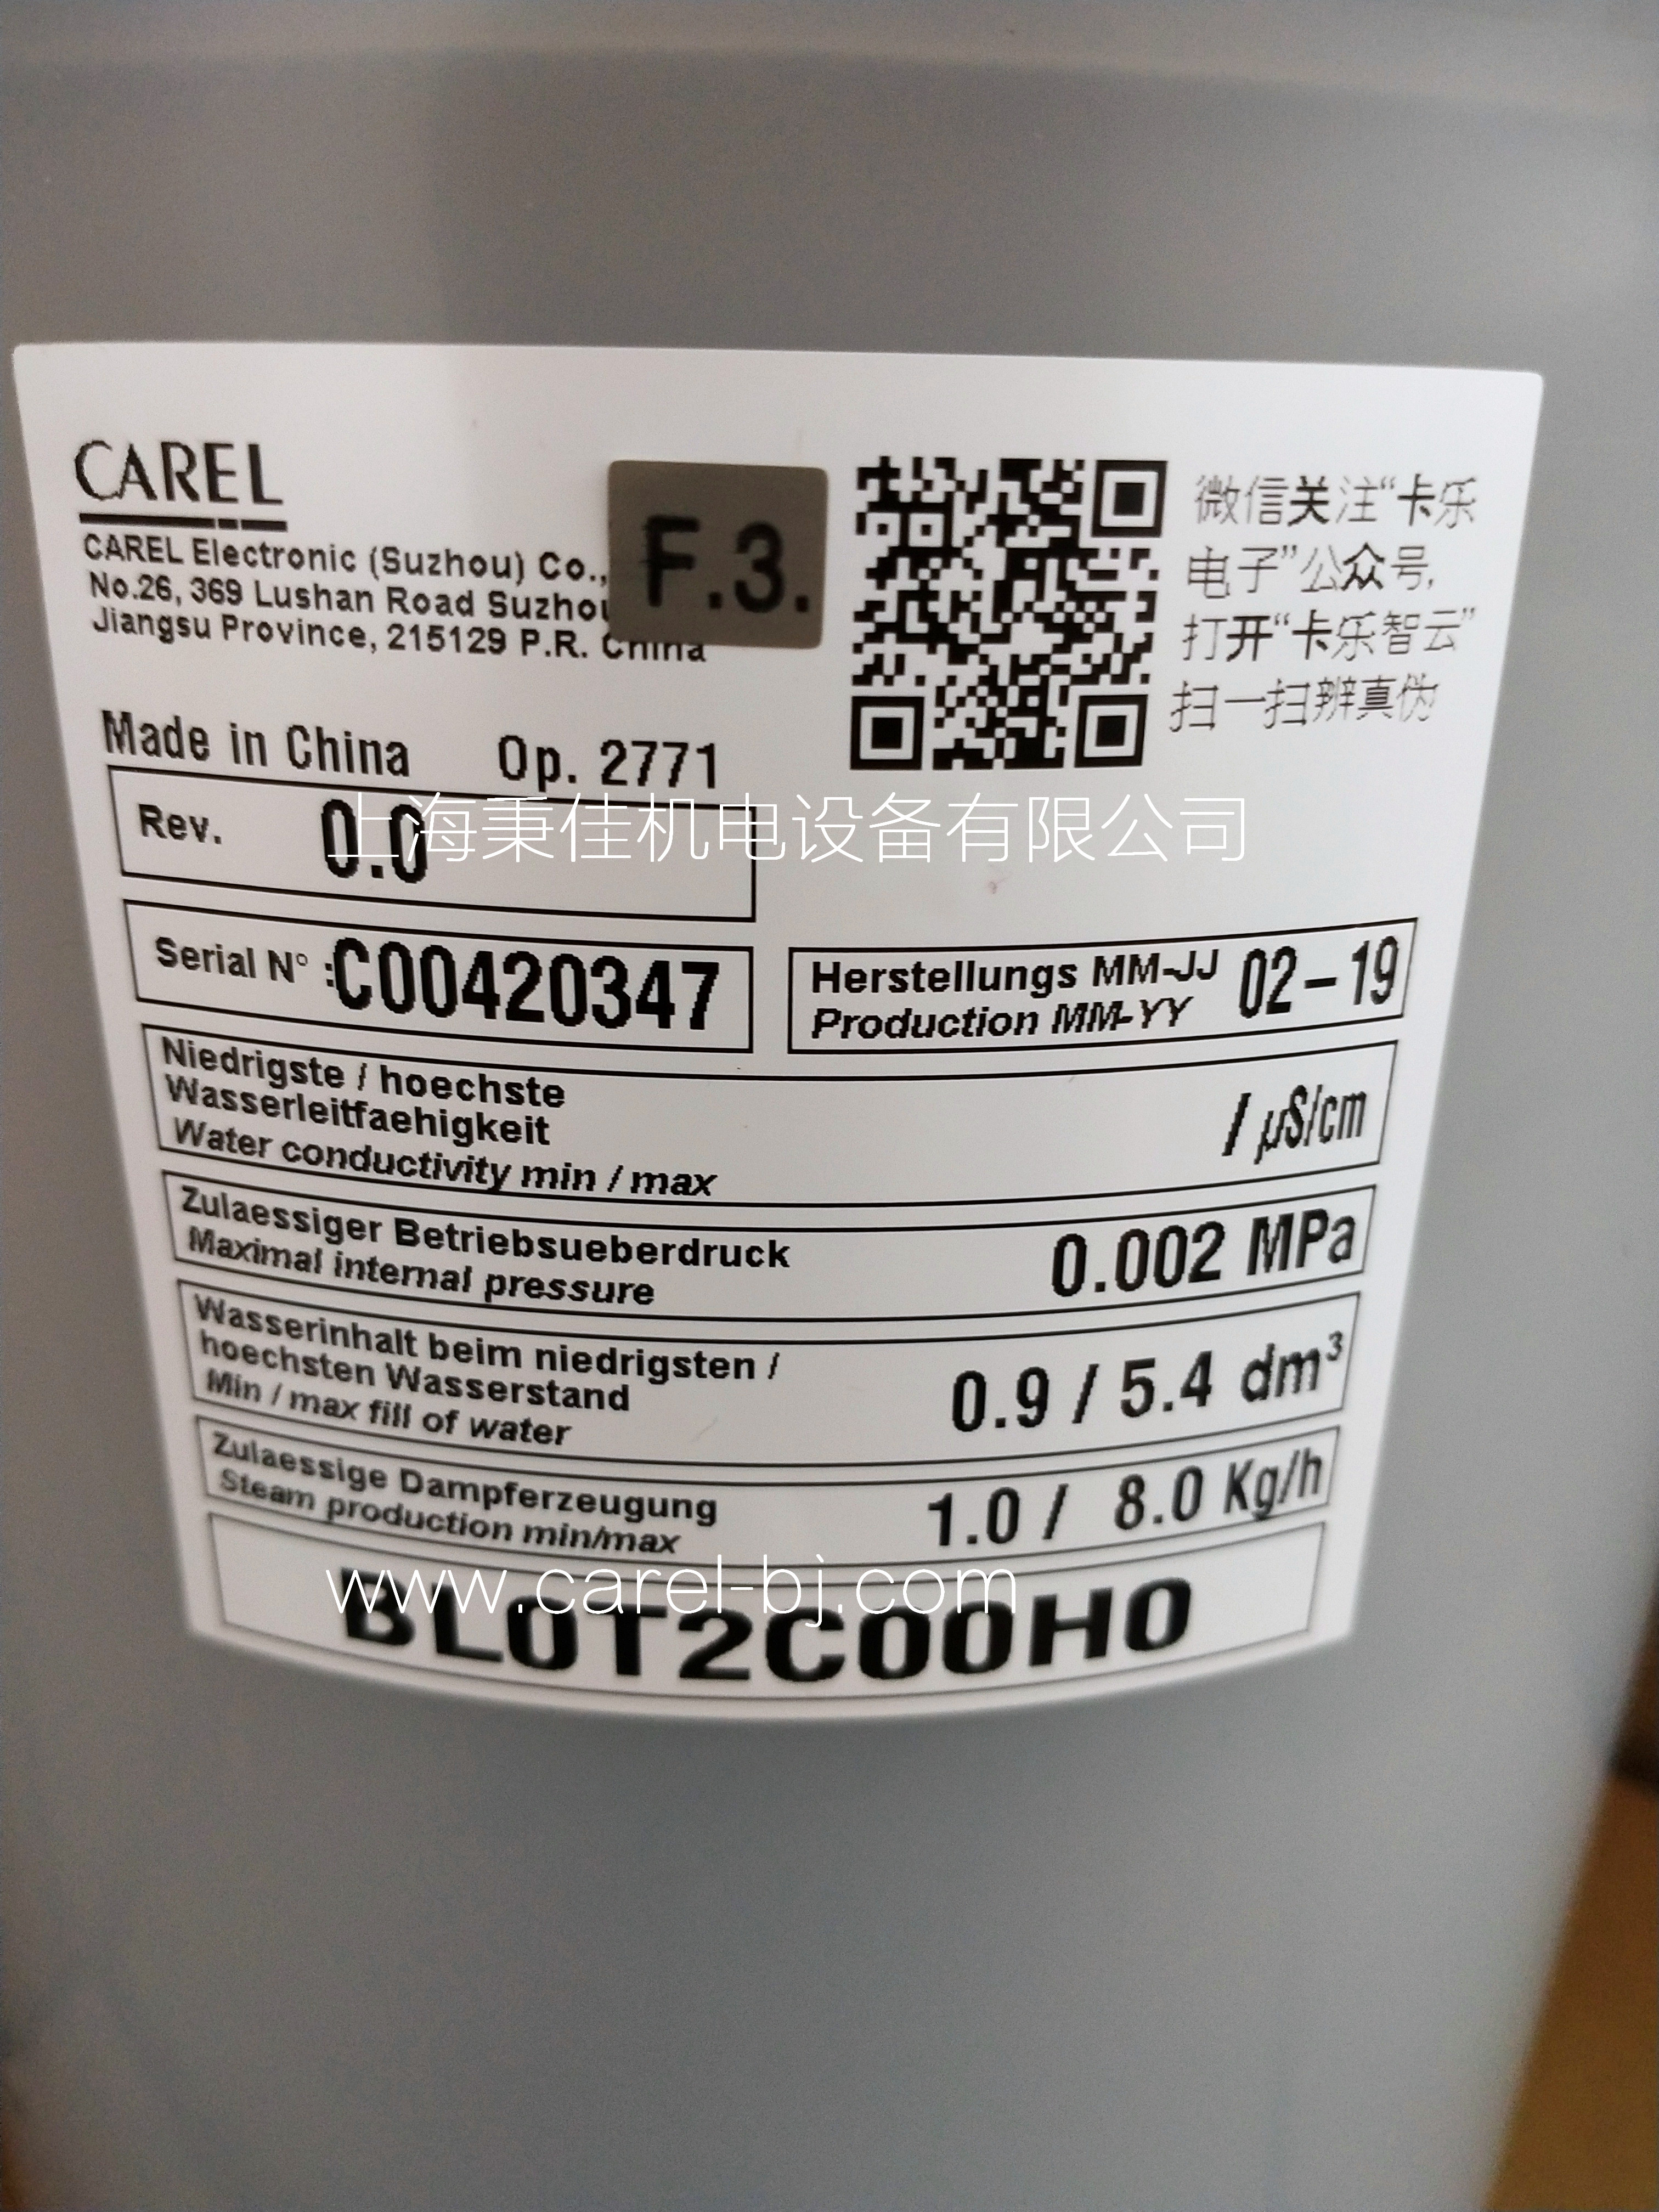 CAREL
CAREL Electronic (Suzhou) Co.,
No.26, 369 Lushan Road
Jiangsu Province, 215129 P.R. China
F.3.
微信关注“卡乐
电子”公众号,
打开“卡乐智云”
扫一扫辨真伪
Made in China Op. 2771
Rev. 0.0
上海秉佳机电设备有限公司
Serial N° :C00420347
Herstellungs MM-JJ 02-19
Production MM-YY
Niedrigste / hoechste
Wasserleitfaehigkeit
Water conductivity min / max
/ µS/cm
Zulaessiger Betriebsueberdruck
Maximal internal pressure
0.002 MPa
Wasserinhalt beim niedrigsten /
hoechsten Wasserstand
Min / max fill of water
0.9 / 5.4 dm³
Zulaessige Dampferzeugung
Steam production min/max
1.0 / 8.0 Kg/h
www.carel-bj.com
BL0T2C00H0